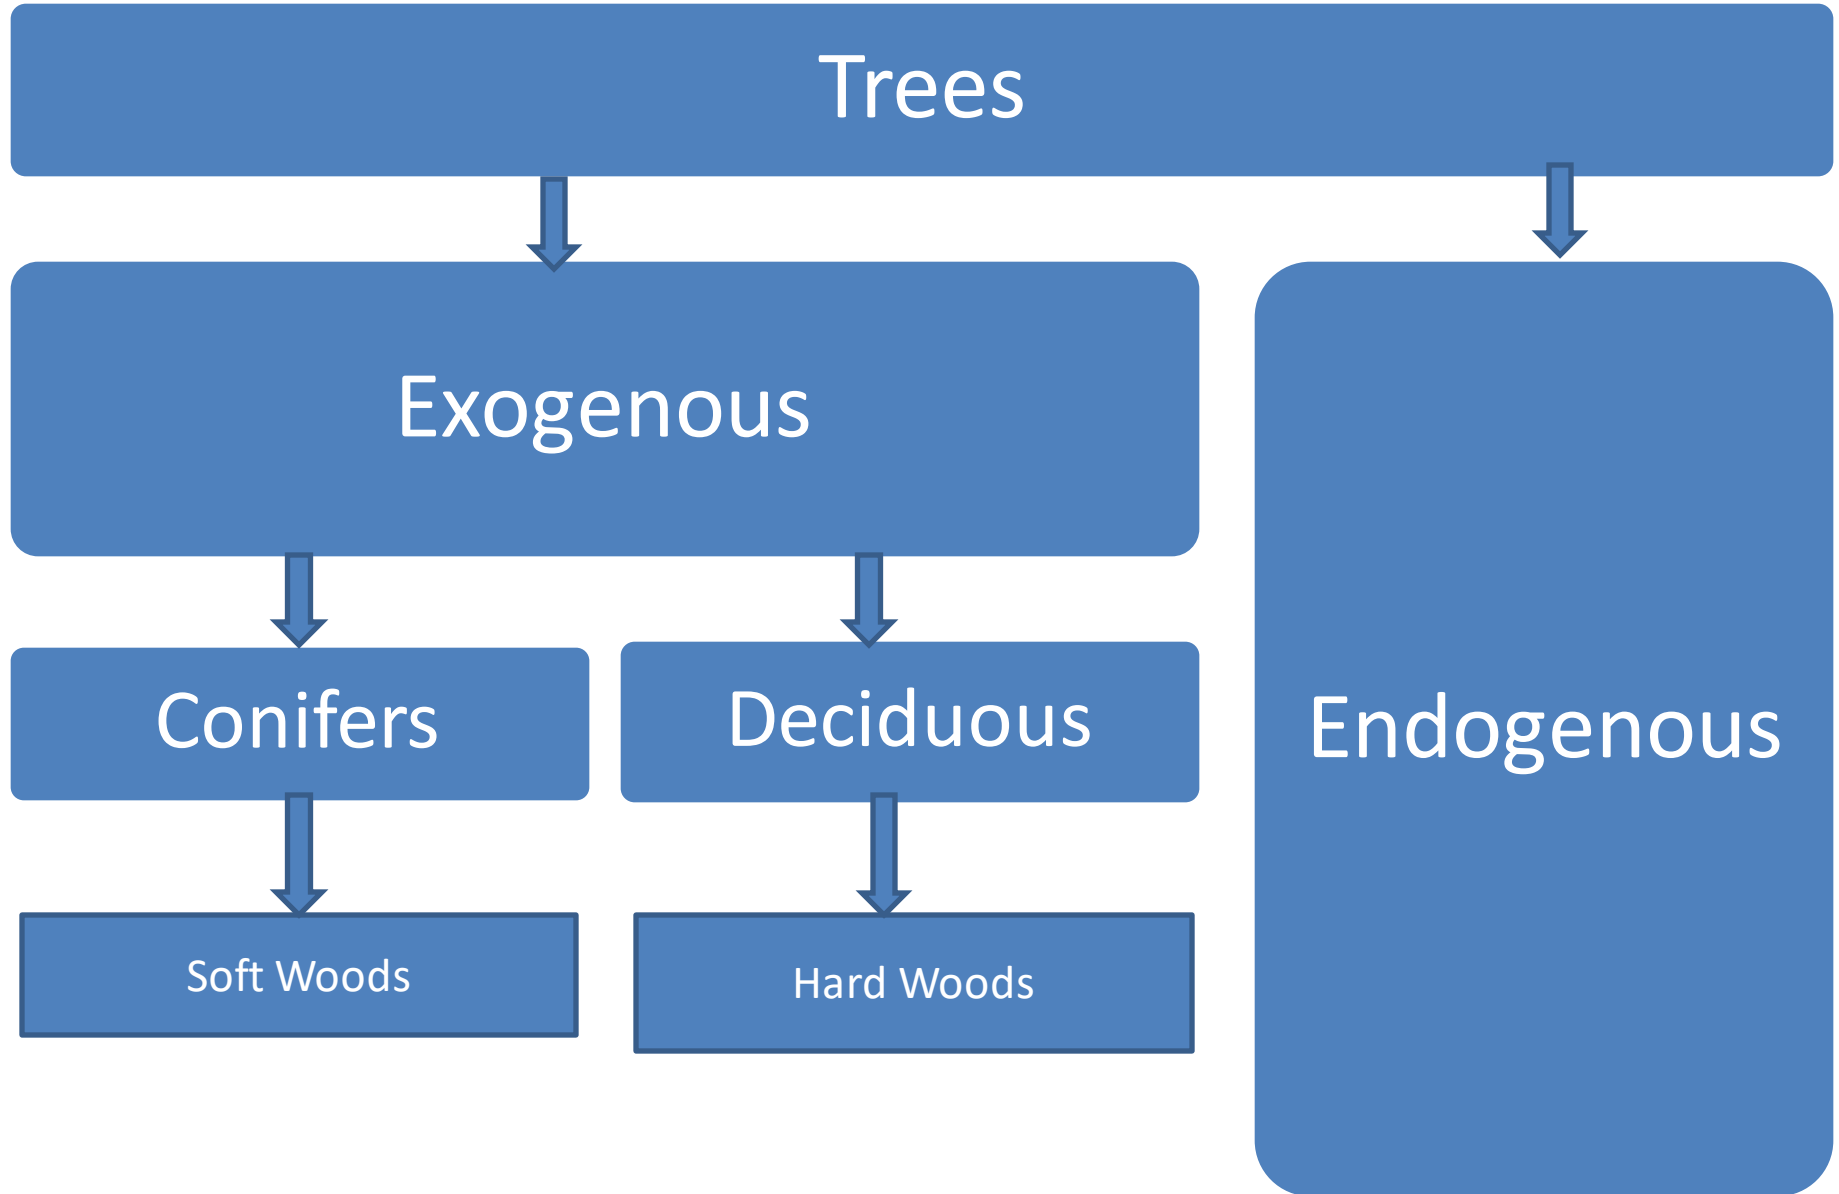 Trees
Exogenous
Conifers
Deciduous
Endogenous
Soft Woods
Hard Woods